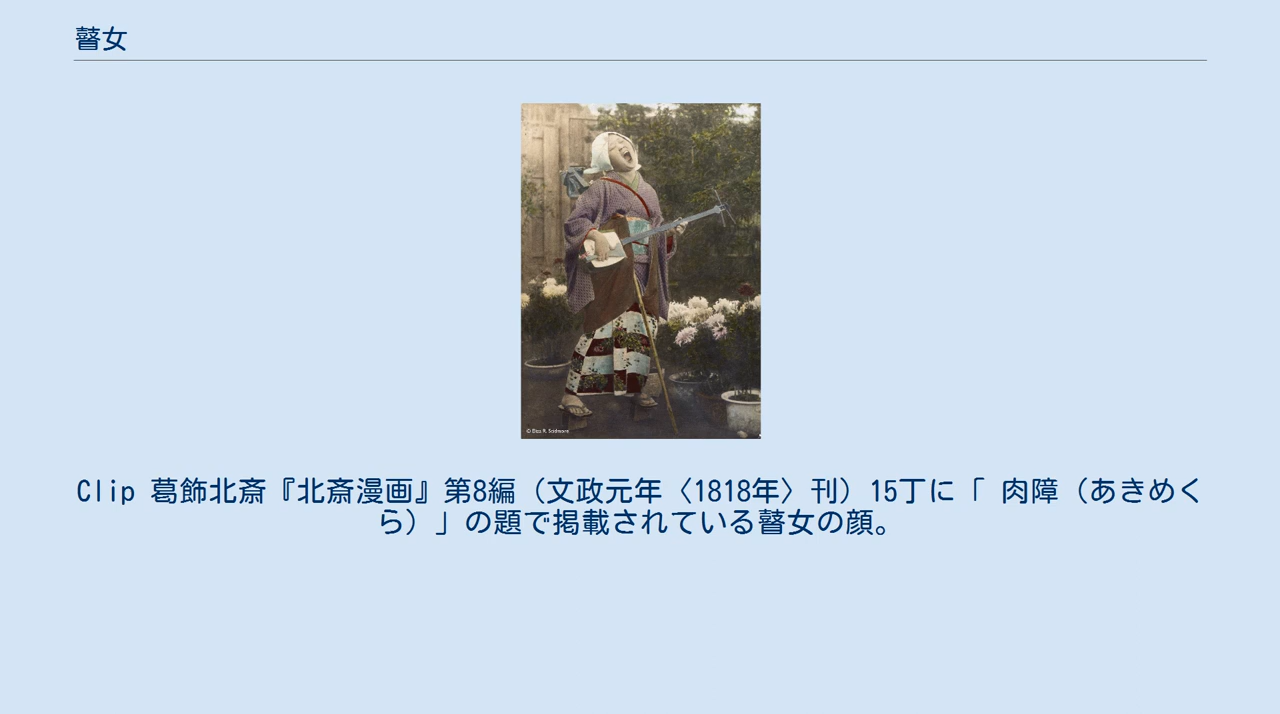 瞽女
© Eliza R. Scidmore
Clip 葛飾北斎『北斎漫画』第8編（文政元年〈1818年〉刊）15丁に「 肉障（あきめく
ら）」の題で掲載されている瞽女の顔。